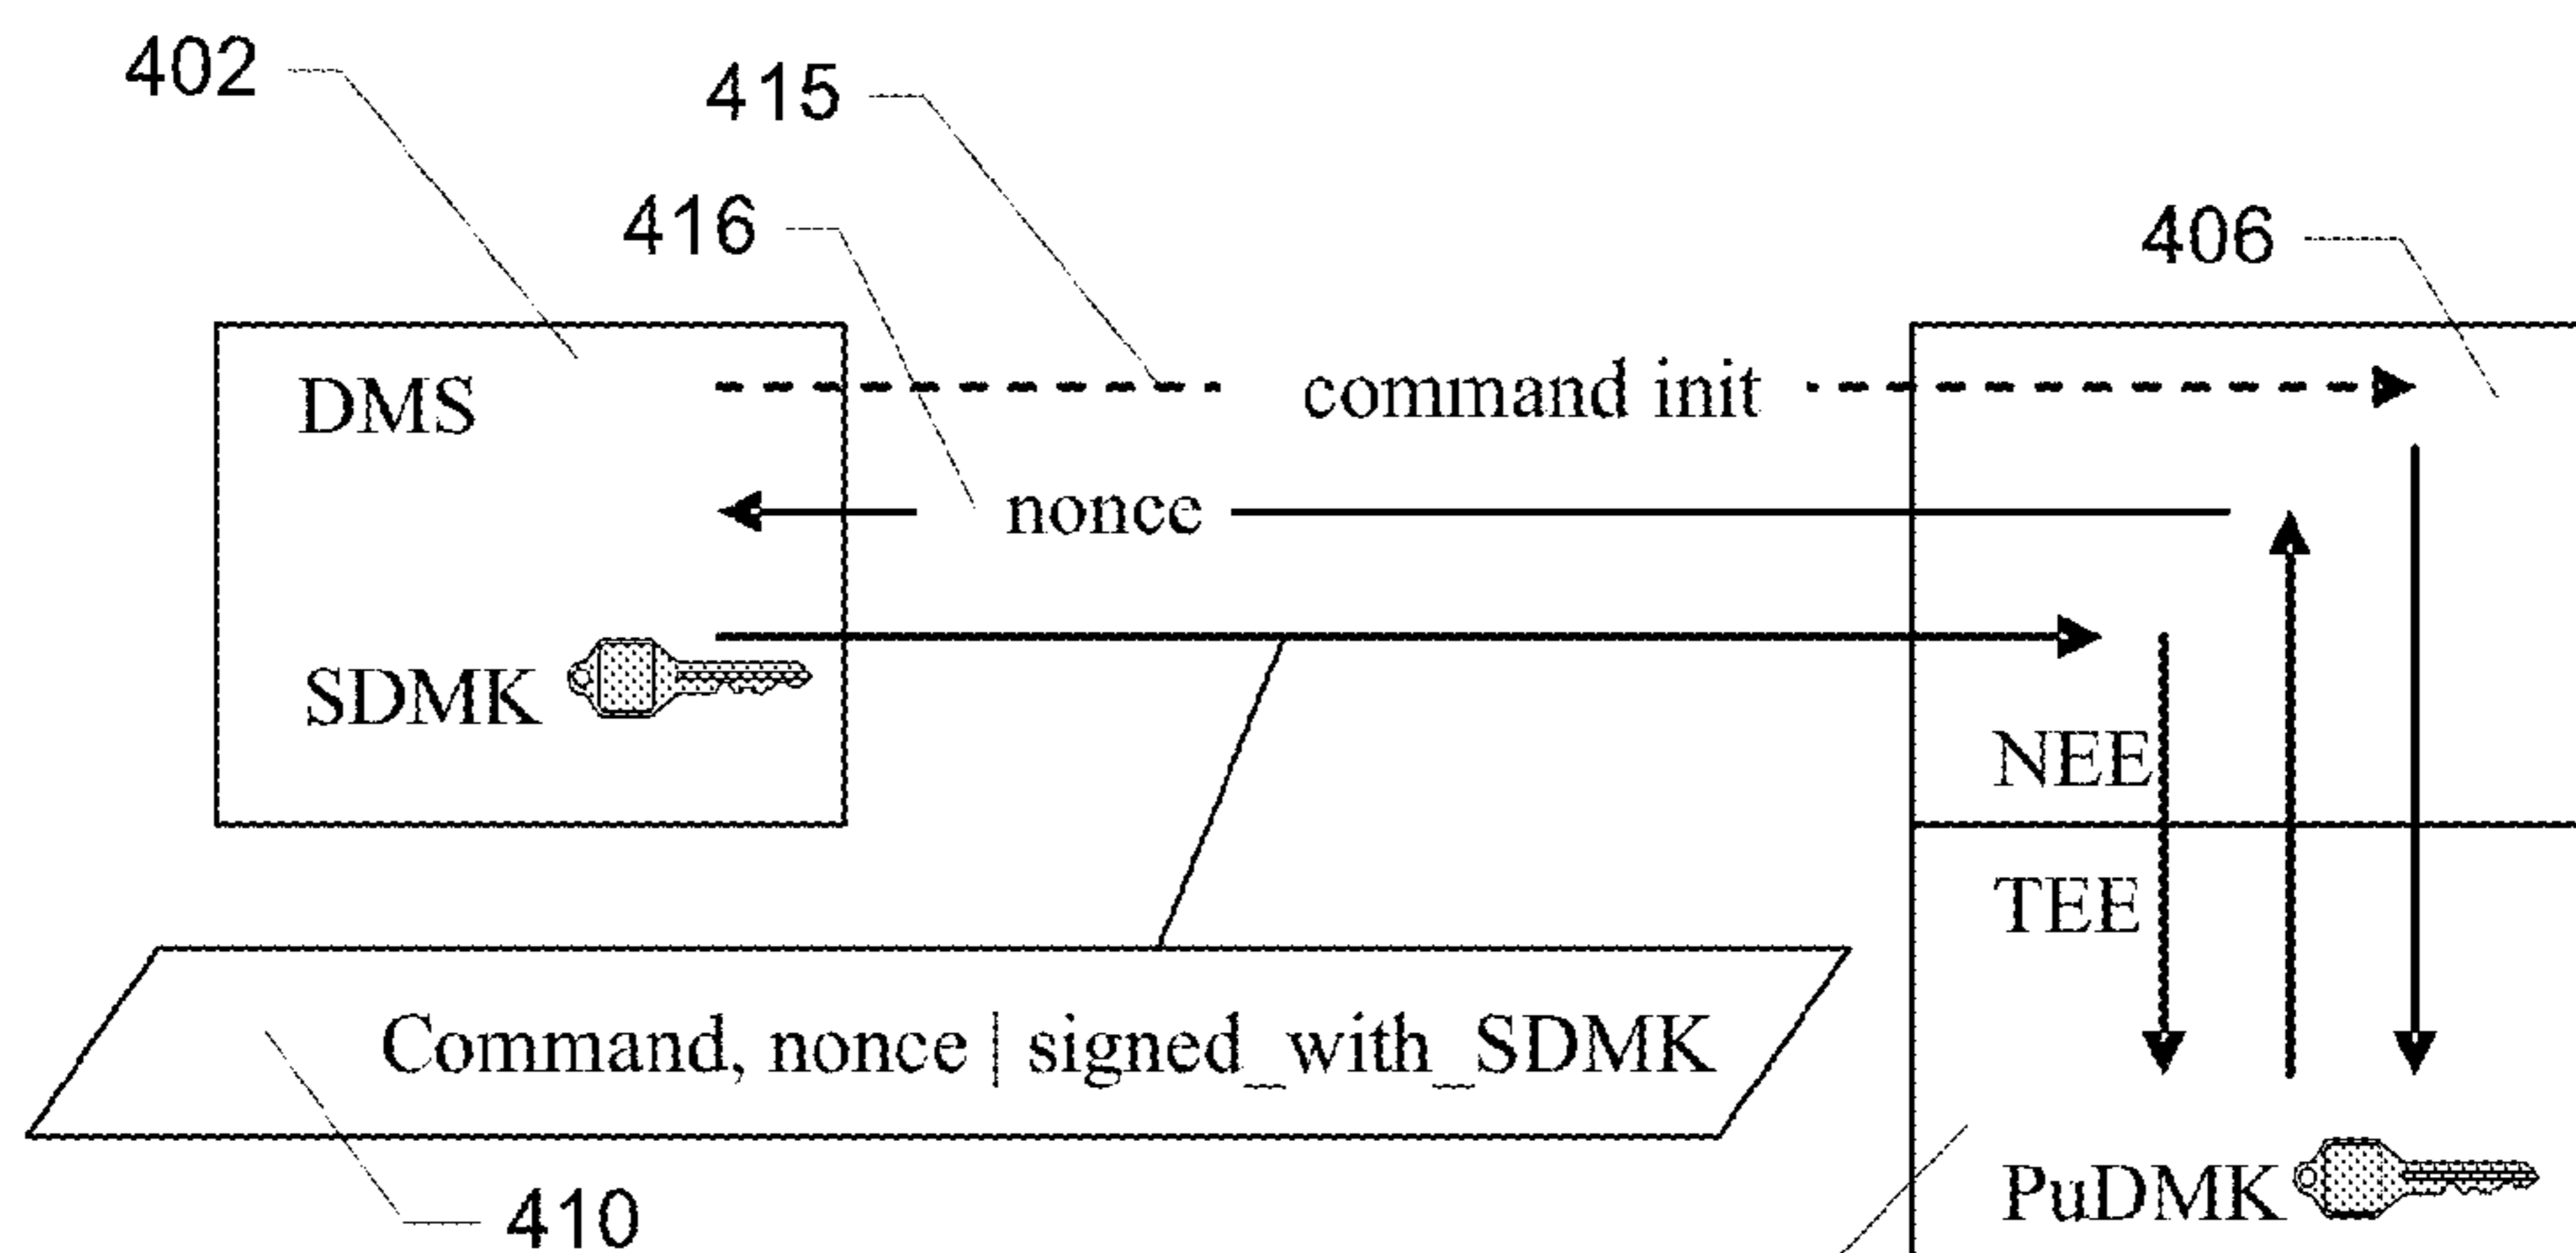 402
415
416
406
DMS
command init
nonce
SDMK
NEE
TEE
Command, nonce | signed_with_SDMK
PuDMK
410